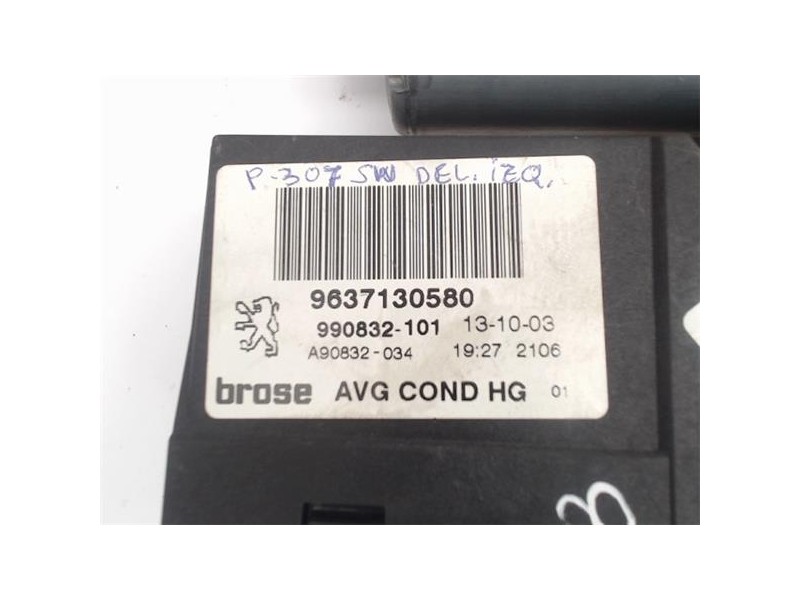 P-307 SW DEL. IZQ.
9637130580
990832-101 13-10-03
A90832-034 19:27 2106
brose AVG COND HG 01
8